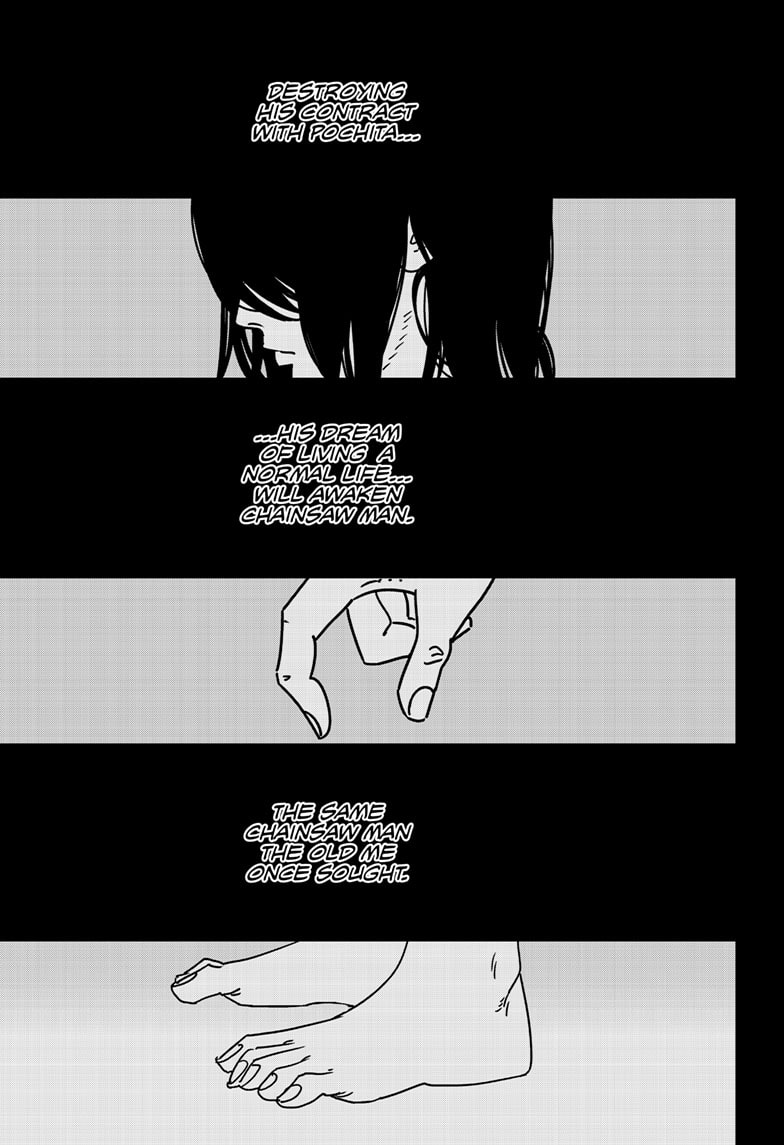 DESTROYING
HIS CONTRACT
WITH POCHITA...
...HIS DREAM
OF LIVING A
NORMAL LIFE...
WILL AWAKEN
CHAINSAW MAN.
THE SAME
CHAINSAW MAN
THE OLD ME
ONCE SOUGHT.